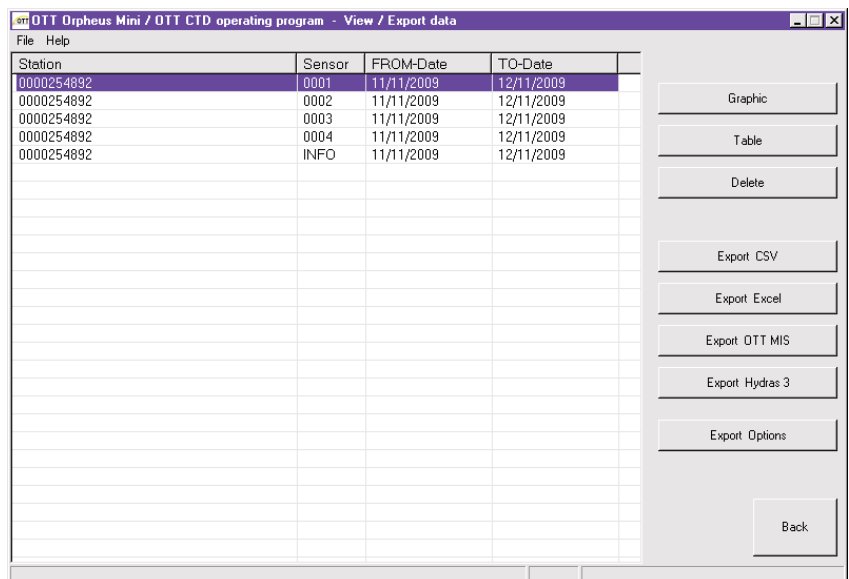 OTT OTT Orpheus Mini / OTT CTD operating program - View / Export data
File Help
Station Sensor FROM-Date TO-Date
0000254892 0001 11/11/2009 12/11/2009
0000254892 0002 11/11/2009 12/11/2009
0000254892 0003 11/11/2009 12/11/2009
0000254892 0004 11/11/2009 12/11/2009
0000254892 INFO 11/11/2009 12/11/2009
Graphic
Table
Delete
Export CSV
Export Excel
Export OTT MIS
Export Hydras 3
Export Options
Back